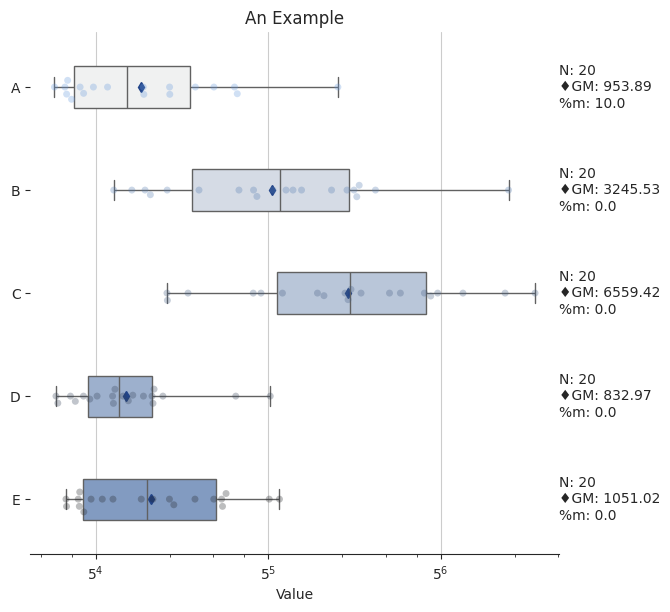 An Example
A
N: 20
♦GM: 953.89
%m: 10.0
B
N: 20
♦GM: 3245.53
%m: 0.0
C
N: 20
♦GM: 6559.42
%m: 0.0
D
N: 20
♦GM: 832.97
%m: 0.0
E
N: 20
♦GM: 1051.02
%m: 0.0
5⁴ 5⁵ 5⁶
Value